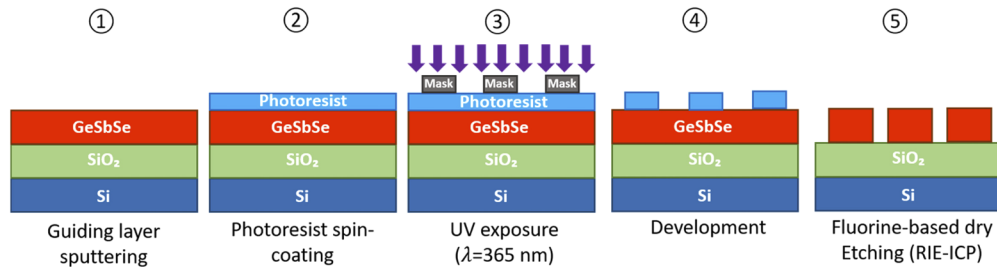 ① ② ③ ④ ⑤
Mask Mask Mask
Photoresist Photoresist
GeSbSe GeSbSe GeSbSe GeSbSe
SiO₂ SiO₂ SiO₂ SiO₂ SiO₂
Si Si Si Si Si
Guiding layer
sputtering
Photoresist spin-
coating
UV exposure
(λ=365 nm)
Development
Fluorine-based dry
Etching (RIE-ICP)